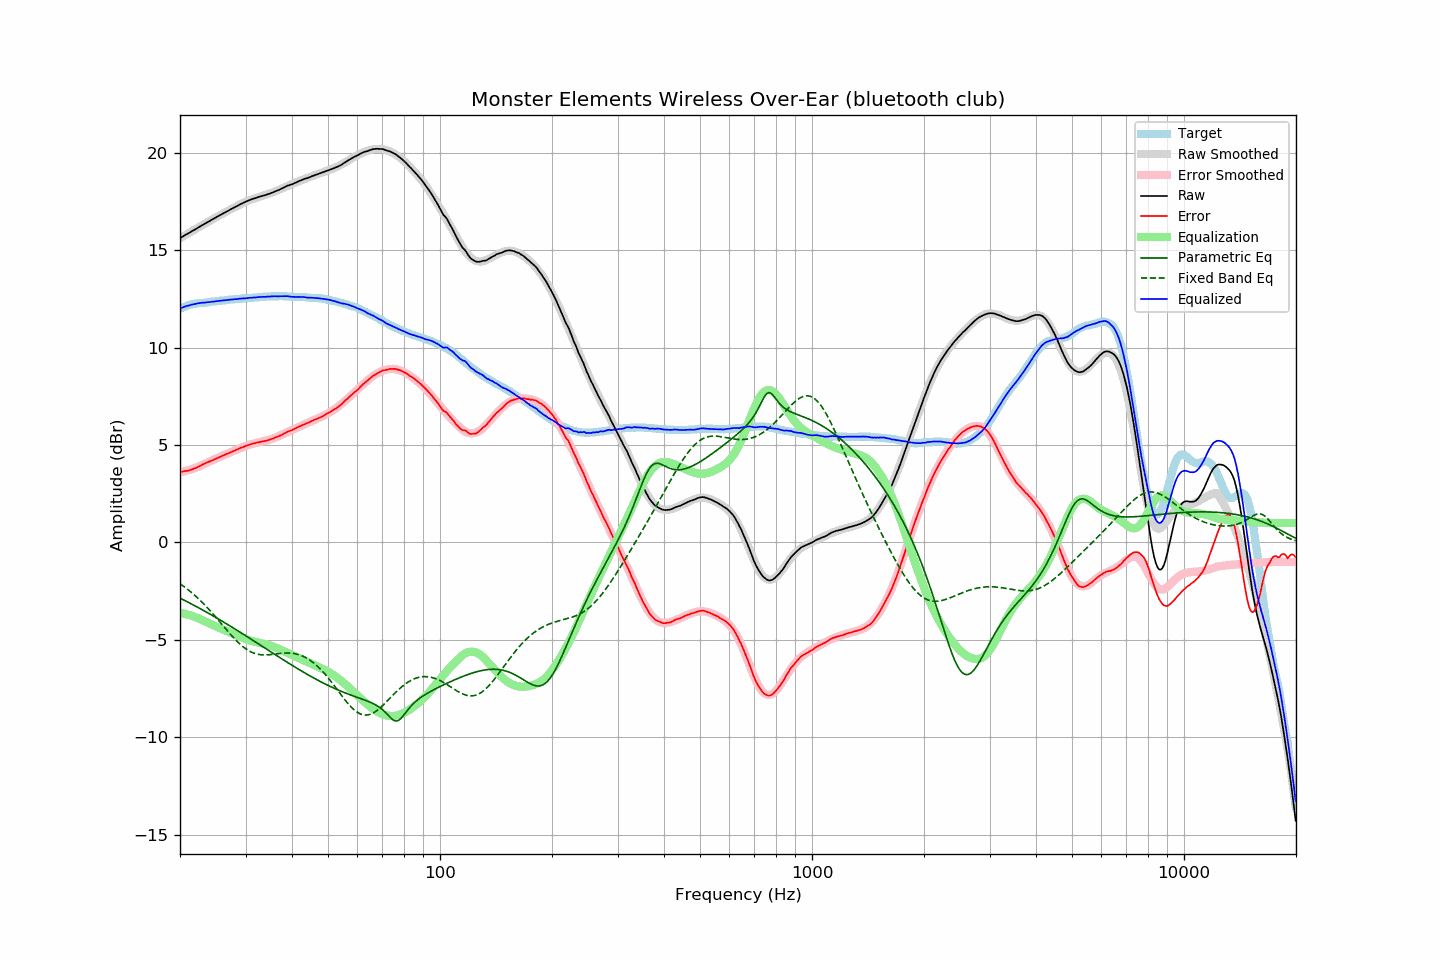 Monster Elements Wireless Over-Ear (bluetooth club)
Target
Raw Smoothed
Error Smoothed
Raw
Error
Equalization
Parametric Eq
Fixed Band Eq
Equalized
20
15
10
5
0
−5
−10
−15
Amplitude (dBr)
100
1000
10000
Frequency (Hz)